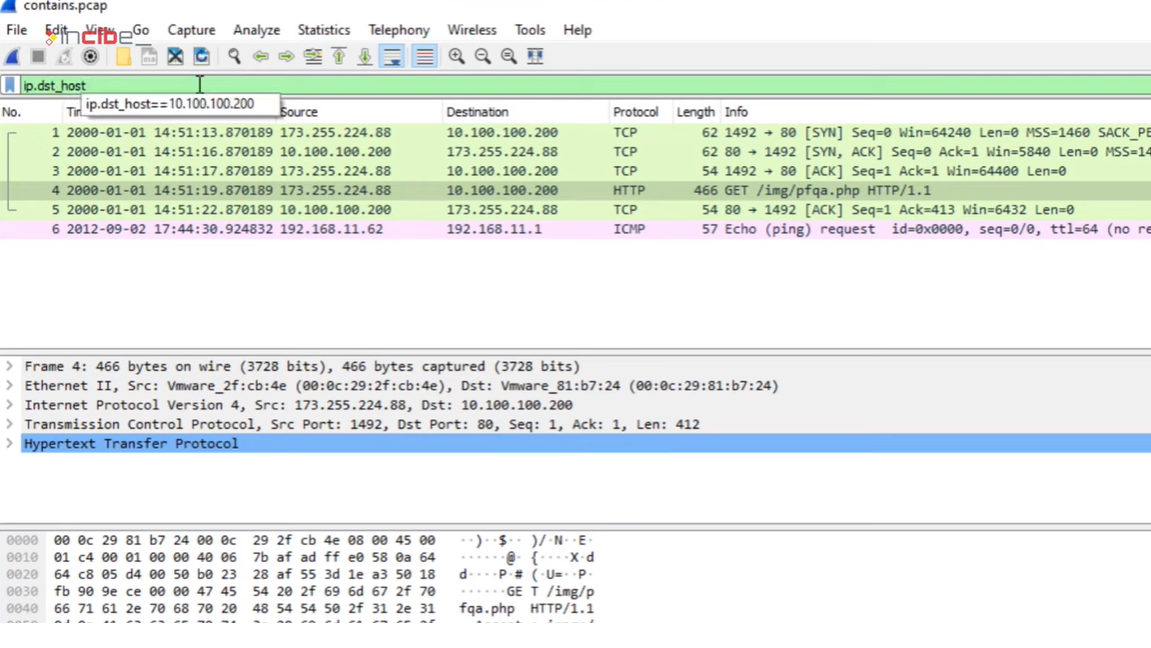 contains.pcap
File Edit View Go Capture Analyze Statistics Telephony Wireless Tools Help
incibe_
ip.dst_host
ip.dst_host==10.100.100.200
No. Source Destination Protocol Length Info
1 2000-01-01 14:51:13.870189 173.255.224.88 10.100.100.200 TCP 62 1492 → 80 [SYN] Seq=0 Win=64240 Len=0 MSS=1460 SACK_PE
2 2000-01-01 14:51:16.870189 10.100.100.200 173.255.224.88 TCP 62 80 → 1492 [SYN, ACK] Seq=0 Ack=1 Win=5840 Len=0 MSS=14
3 2000-01-01 14:51:17.870189 173.255.224.88 10.100.100.200 TCP 54 1492 → 80 [ACK] Seq=1 Ack=1 Win=64400 Len=0
4 2000-01-01 14:51:19.870189 173.255.224.88 10.100.100.200 HTTP 466 GET /img/pfqa.php HTTP/1.1
5 2000-01-01 14:51:22.870189 10.100.100.200 173.255.224.88 TCP 54 80 → 1492 [ACK] Seq=1 Ack=413 Win=6432 Len=0
6 2012-09-02 17:44:30.924832 192.168.11.62 192.168.11.1 ICMP 57 Echo (ping) request id=0x0000, seq=0/0, ttl=64 (no re
Frame 4: 466 bytes on wire (3728 bits), 466 bytes captured (3728 bits)
Ethernet II, Src: Vmware_2f:cb:4e (00:0c:29:2f:cb:4e), Dst: Vmware_81:b7:24 (00:0c:29:81:b7:24)
Internet Protocol Version 4, Src: 173.255.224.88, Dst: 10.100.100.200
Transmission Control Protocol, Src Port: 1492, Dst Port: 80, Seq: 1, Ack: 1, Len: 412
Hypertext Transfer Protocol
0000 00 0c 29 81 b7 24 00 0c 29 2f cb 4e 08 00 45 00 ··)··$·· )/·N··E·
0010 01 c4 00 01 00 00 40 06 7b af ad ff e0 58 0a 64 ······@· {····X·d
0020 64 c8 05 d4 00 50 b0 23 28 af 55 3d 1e a3 50 18 d····P·# (·U=··P·
0030 fb 90 9e ce 00 00 47 45 54 20 2f 69 6d 67 2f 70 ······GE T /img/p
0040 66 71 61 2e 70 68 70 20 48 54 54 50 2f 31 2e 31 fqa.php HTTP/1.1